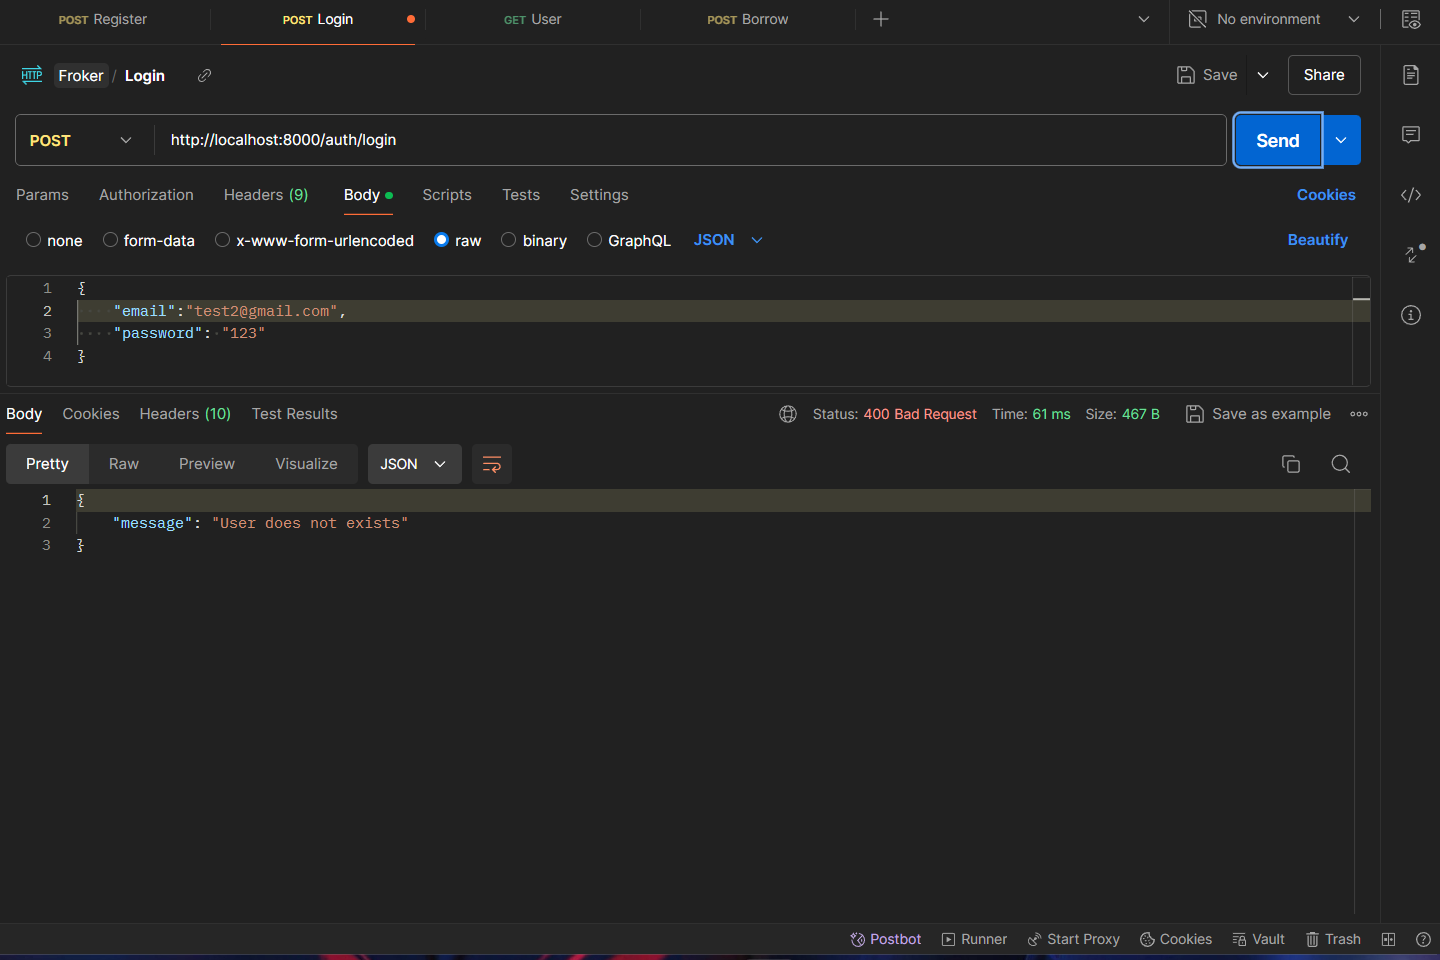 POST Register POST Login GET User POST Borrow No environment
HTTP Froker / Login Save Share
POST http://localhost:8000/auth/login Send
Params Authorization Headers (9) Body Scripts Tests Settings Cookies
none form-data x-www-form-urlencoded raw binary GraphQL JSON Beautify
1 {
2 "email":"test2@gmail.com",
3 "password": "123"
4 }
Body Cookies Headers (10) Test Results Status: 400 Bad Request Time: 61 ms Size: 467 B Save as example
Pretty Raw Preview Visualize JSON
1 {
2 "message": "User does not exists"
3 }
Postbot Runner Start Proxy Cookies Vault Trash